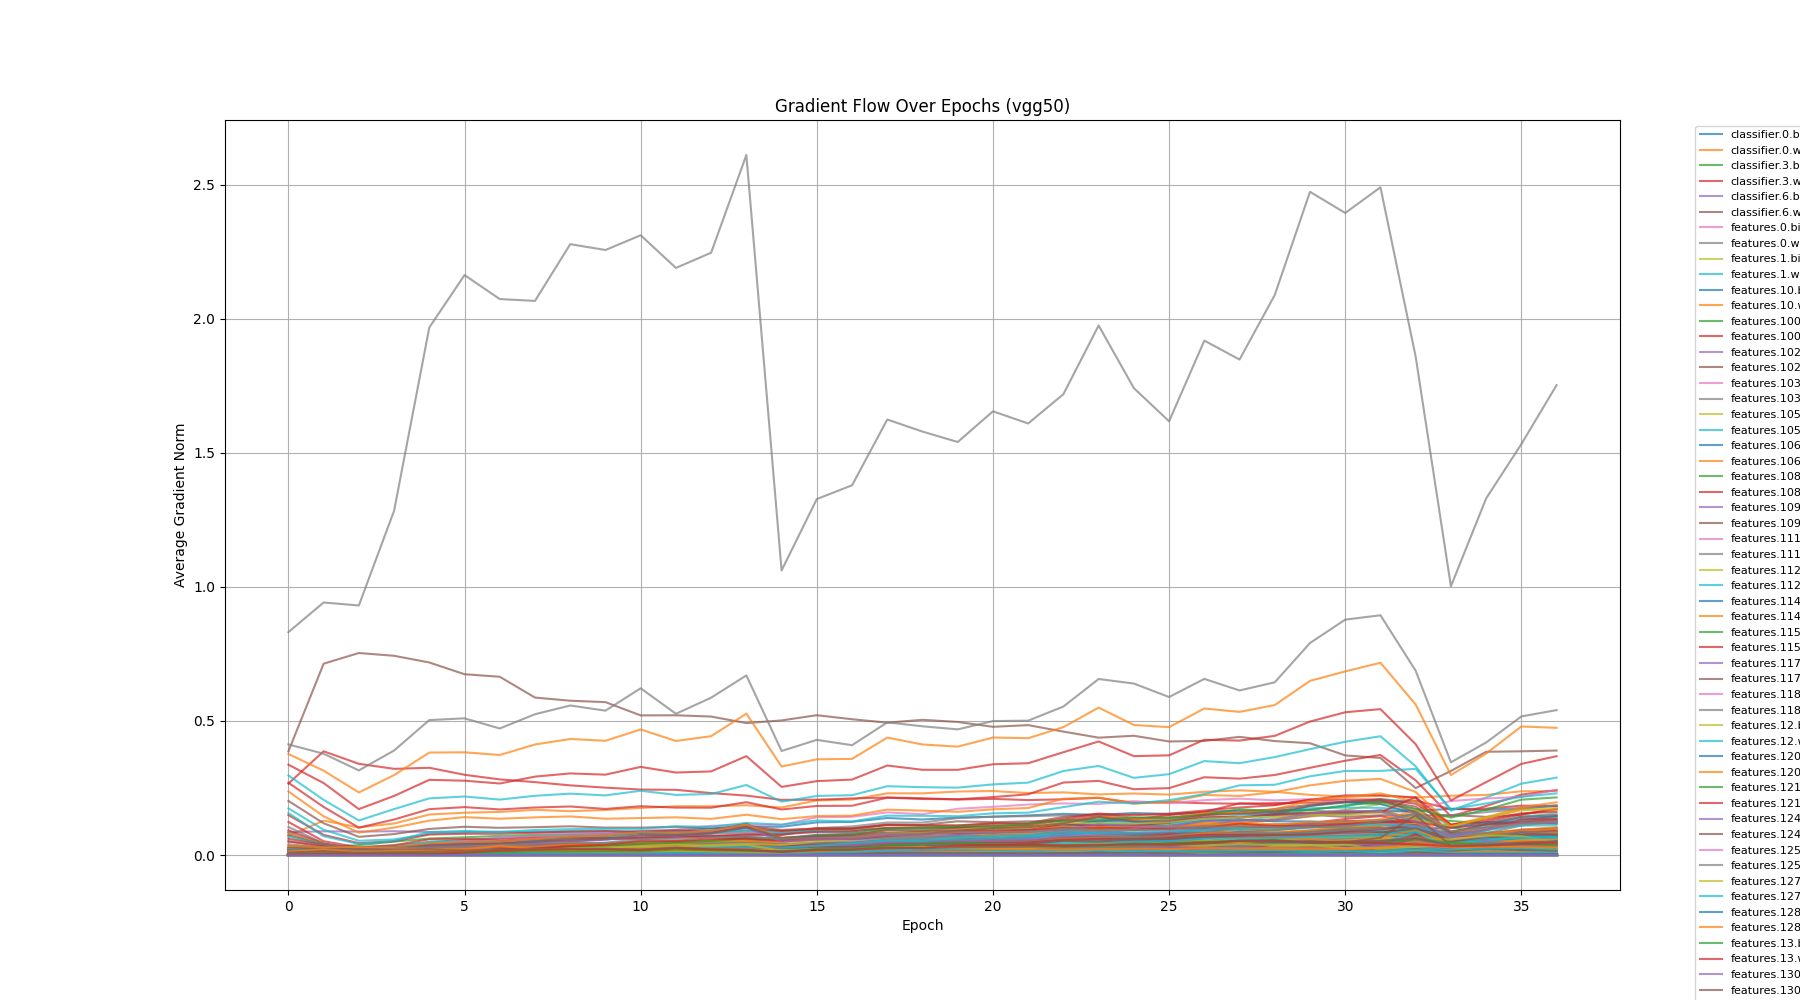 Gradient Flow Over Epochs (vgg50)
Average Gradient Norm
2.5
2.0
1.5
1.0
0.5
0.0
0 5 10 15 20 25 30 35
Epoch
classifier.0.b
classifier.0.w
classifier.3.b
classifier.3.w
classifier.6.b
classifier.6.w
features.0.bi
features.0.w
features.1.bi
features.1.w
features.10.b
features.10.w
features.100
features.100
features.102
features.102
features.103
features.103
features.105
features.105
features.106
features.106
features.108
features.108
features.109
features.109
features.111
features.111
features.112
features.112
features.114
features.114
features.115
features.115
features.117
features.117
features.118
features.118
features.12.b
features.12.w
features.120
features.120
features.121
features.121
features.124
features.124
features.125
features.125
features.127
features.127
features.128
features.128
features.13.b
features.13.w
features.130
features.130